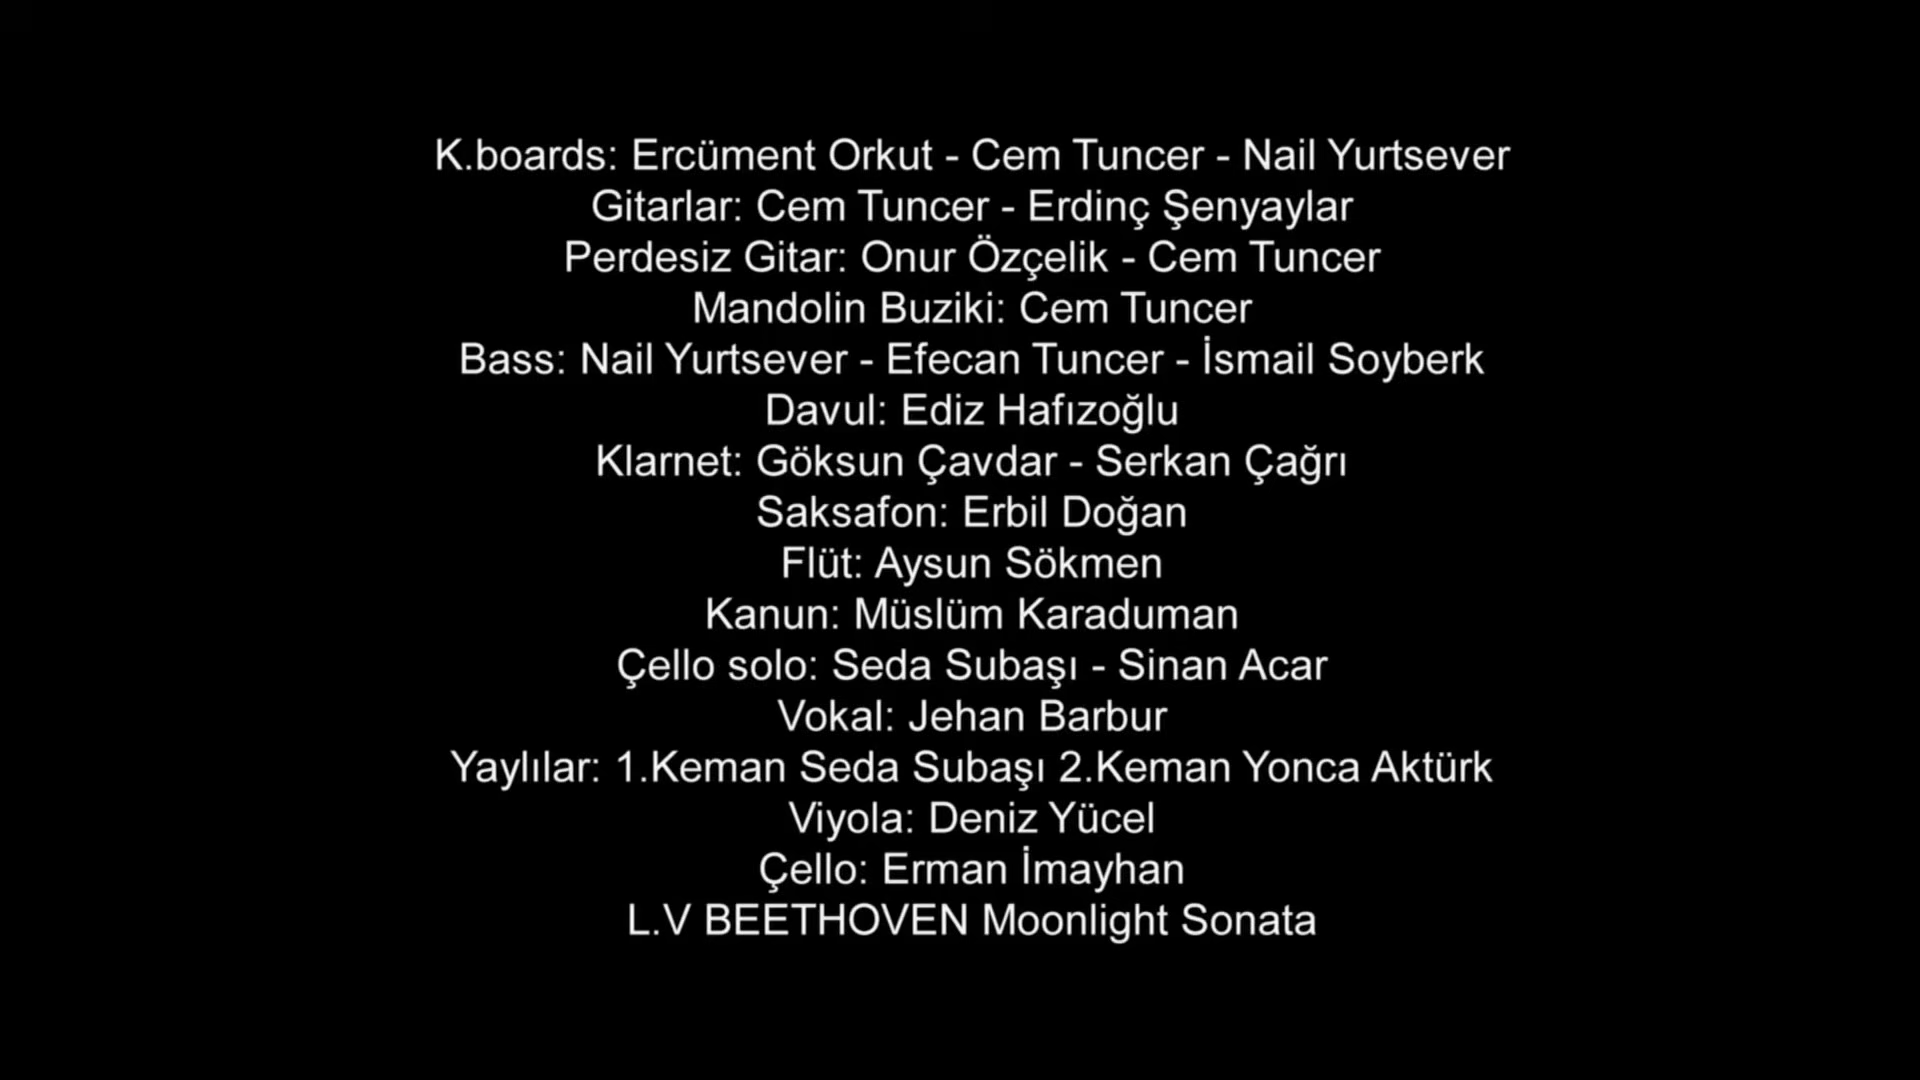 K.boards: Ercüment Orkut - Cem Tuncer - Nail Yurtsever
Gitarlar: Cem Tuncer - Erdinç Şenyaylar
Perdesiz Gitar: Onur Özçelik - Cem Tuncer
Mandolin Buziki: Cem Tuncer
Bass: Nail Yurtsever - Efecan Tuncer - İsmail Soyberk
Davul: Ediz Hafızoğlu
Klarnet: Göksun Çavdar - Serkan Çağrı
Saksafon: Erbil Doğan
Flüt: Aysun Sökmen
Kanun: Müslüm Karaduman
Çello solo: Seda Subaşı - Sinan Acar
Vokal: Jehan Barbur
Yaylılar: 1.Keman Seda Subaşı 2.Keman Yonca Aktürk
Viyola: Deniz Yücel
Çello: Erman İmayhan
L.V BEETHOVEN Moonlight Sonata